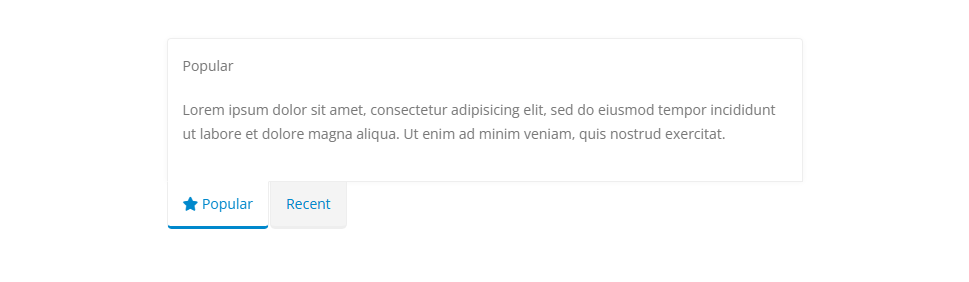 Popular
Lorem ipsum dolor sit amet, consectetur adipisicing elit, sed do eiusmod tempor incididunt
ut labore et dolore magna aliqua. Ut enim ad minim veniam, quis nostrud exercitat.
Popular
Recent